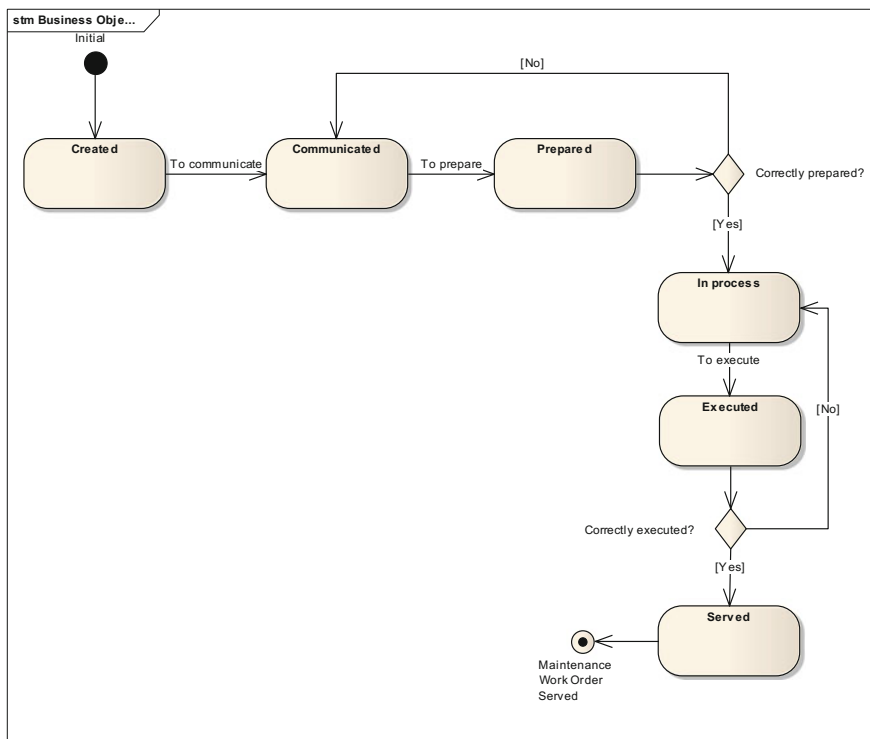 stm Business Obje...
Initial
[No]
Created
To communicate
Communicated
To prepare
Prepared
Correctly prepared?
[Yes]
In process
To execute
Executed
[No]
Correctly executed?
[Yes]
Served
Maintenance
Work Order
Served